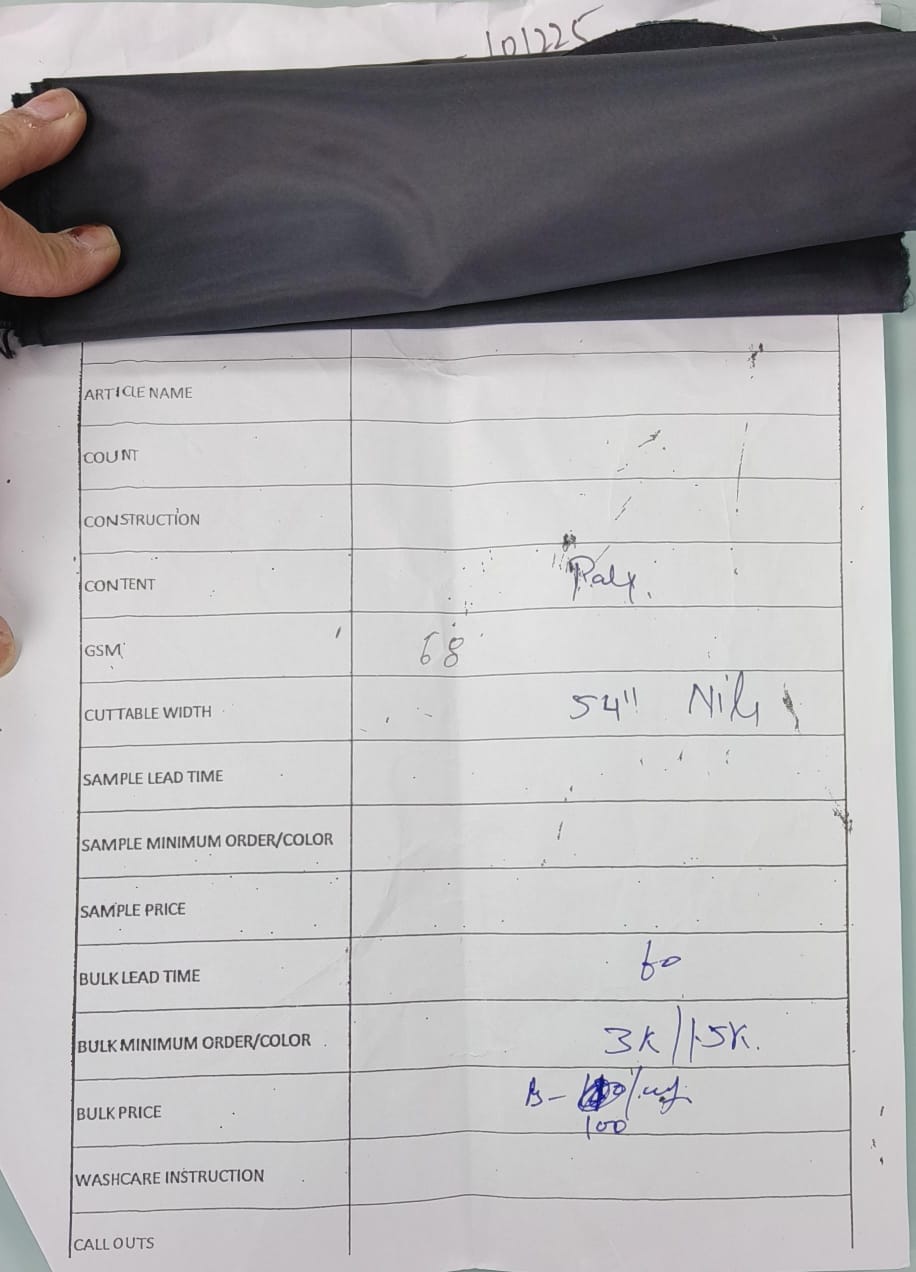 101225
ARTICLE NAME
COUNT
CONSTRUCTION
CONTENT Poly.
GSM 68
CUTTABLE WIDTH 54"
SAMPLE LEAD TIME
SAMPLE MINIMUM ORDER/COLOR
SAMPLE PRICE
BULK LEAD TIME 60
BULK MINIMUM ORDER/COLOR 3K/1.5K.
BULK PRICE
100
WASHCARE INSTRUCTION
CALL OUTS